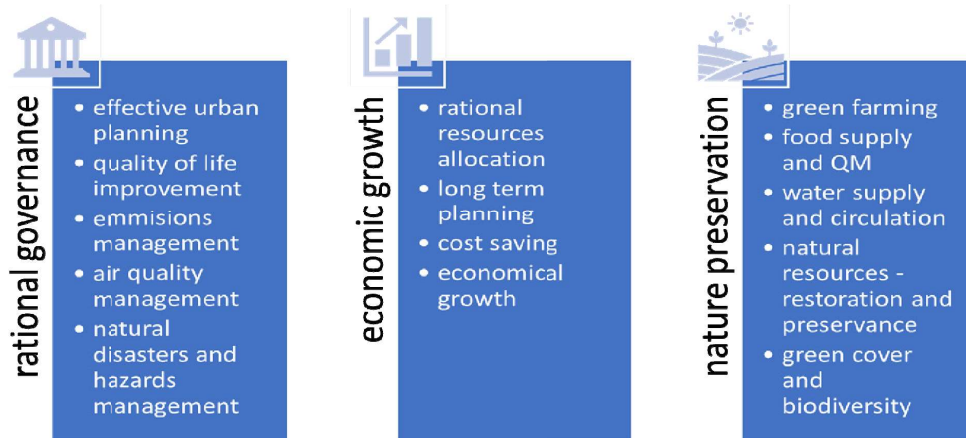 rational governance
• effective urban
planning
• quality of life
improvement
• emmisions
management
• air quality
management
• natural
disasters and
hazards
management
economic growth
• rational
resources
allocation
• long term
planning
• cost saving
• economical
growth
nature preservation
• green farming
• food supply
and QM
• water supply
and circulation
• natural
resources -
restoration and
preservance
• green cover
and
biodiversity